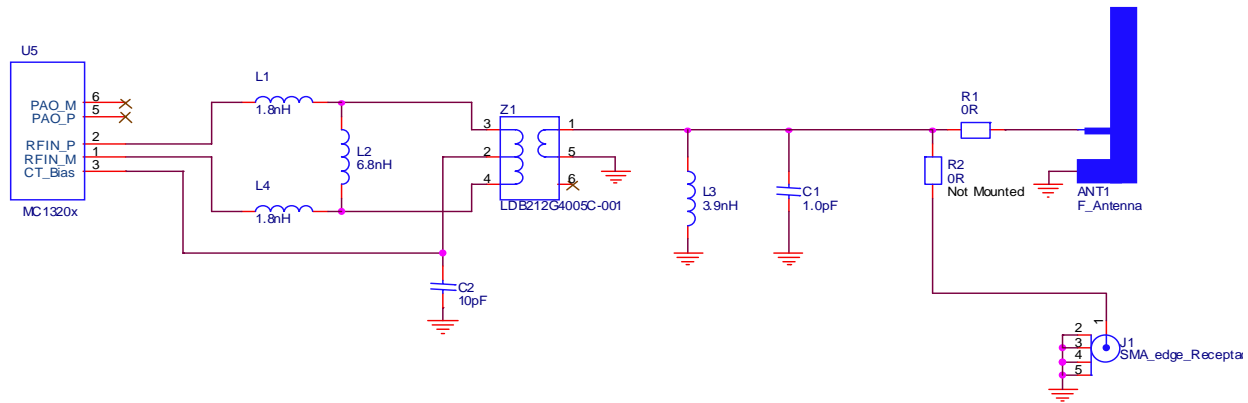 U5
PAO_M 6
PAO_P 5
RFIN_P 2
RFIN_M 1
CT_Bias 3
MC1320x
L1
1.8nH
L2
6.8nH
L4
1.8nH
Z1
3
2
4
1
5
6
LDB212G4005C-001
C2
10pF
L3
3.9nH
C1
1.0pF
R1
0R
R2
0R
Not Mounted
ANT1
F_Antenna
1
2
3
4
5
J1
SMA_edge_Recepta